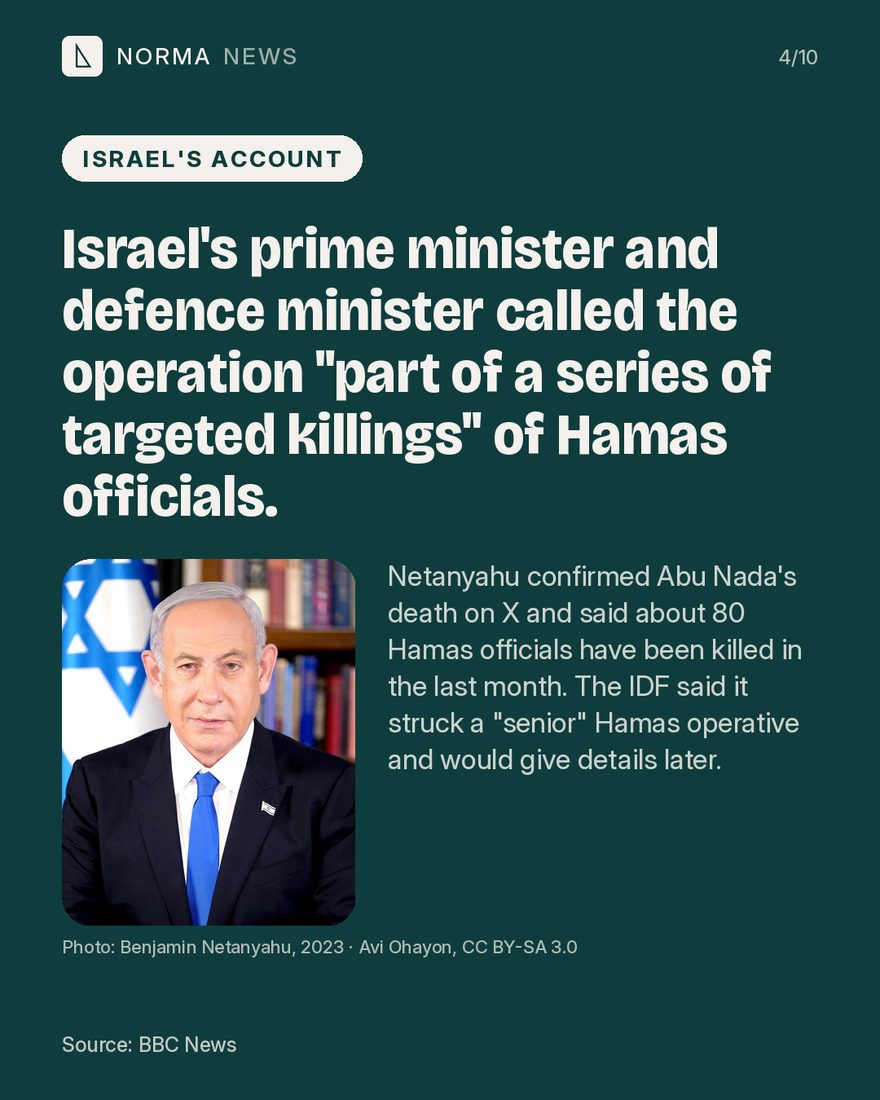 NORMA NEWS
4/10
ISRAEL'S ACCOUNT
Israel's prime minister and
defence minister called the
operation "part of a series of
targeted killings" of Hamas
officials.
Netanyahu confirmed Abu Nada's
death on X and said about 80
Hamas officials have been killed in
the last month. The IDF said it
struck a "senior" Hamas operative
and would give details later.
Photo: Benjamin Netanyahu, 2023 · Avi Ohayon, CC BY-SA 3.0
Source: BBC News